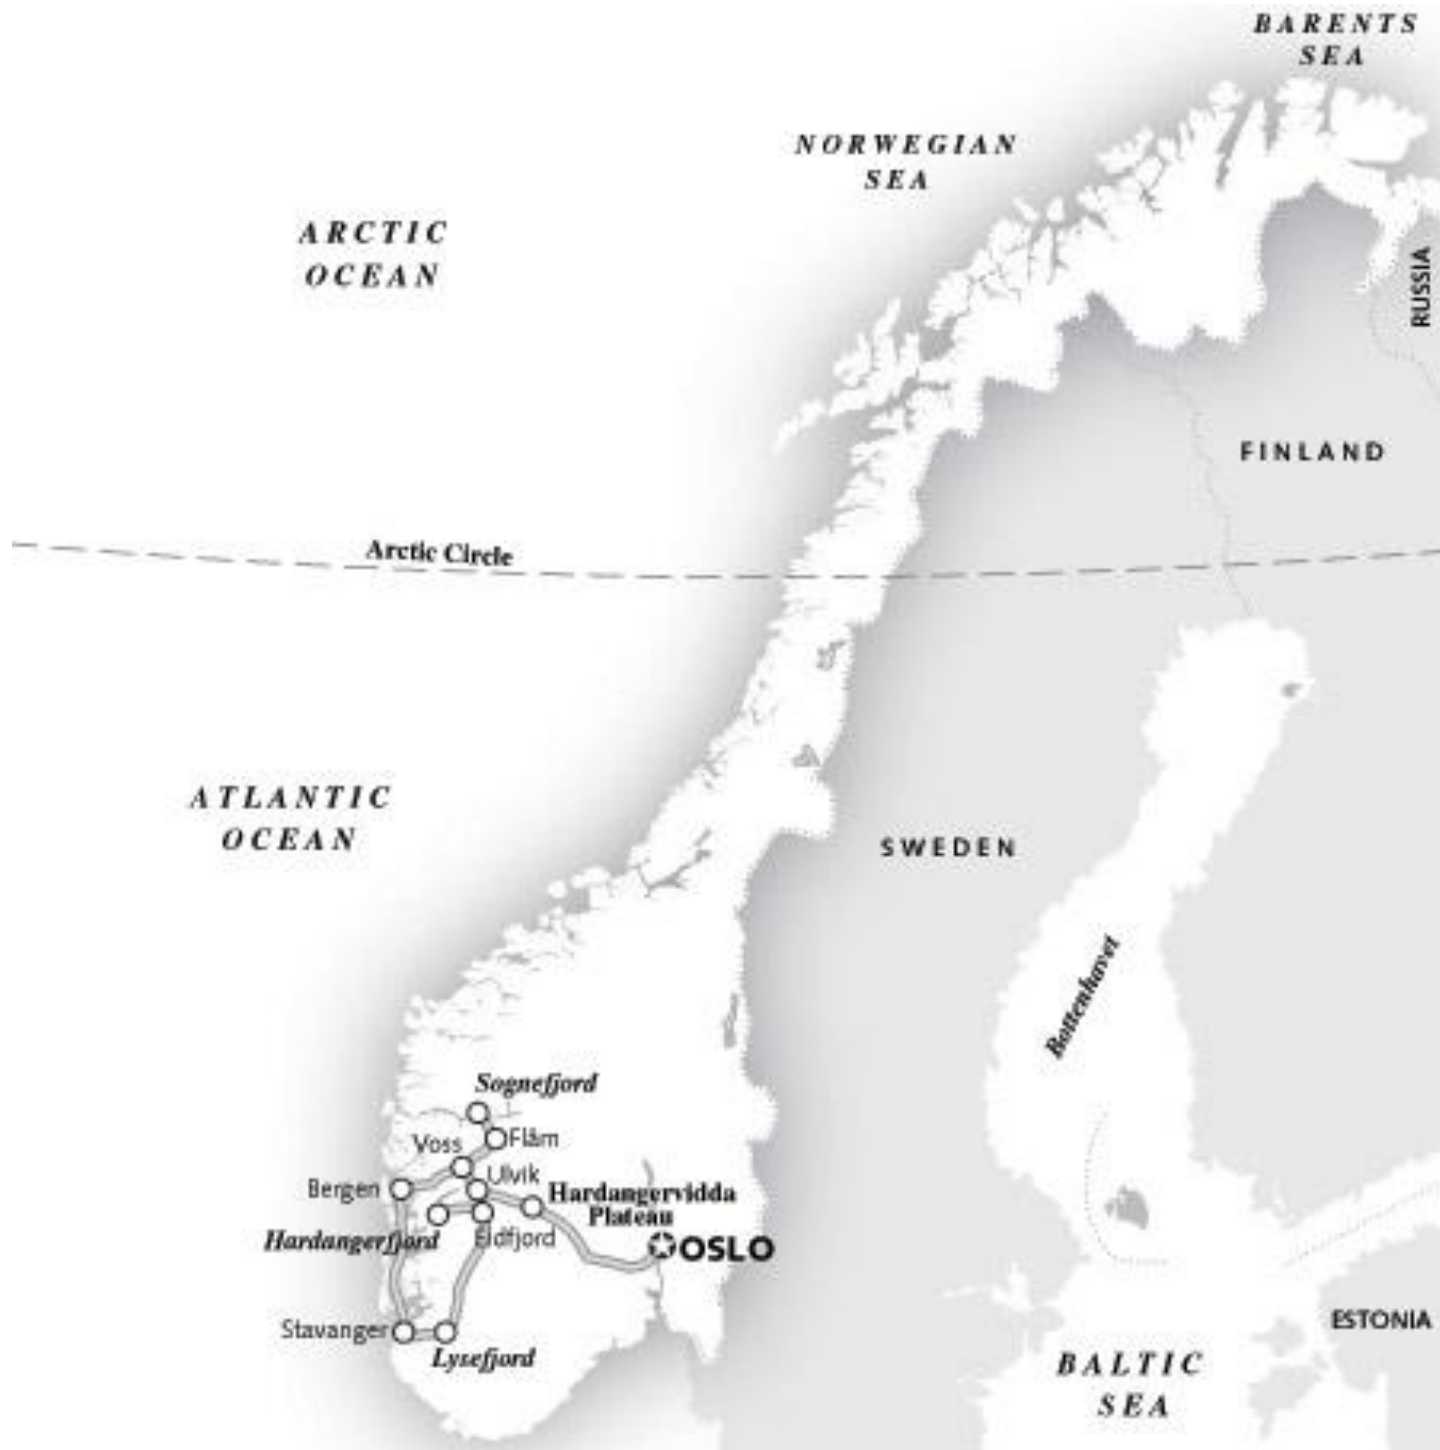 BARENTS
SEA
NORWEGIAN
SEA
ARCTIC
OCEAN
RUSSIA
FINLAND
Arctic Circle
ATLANTIC
OCEAN
SWEDEN
Bottenhavet
Sognefjord
Flåm
Voss
Ulvik
Bergen
Hardangervidda
Plateau
Hardangerfjord
Eidfjord
OSLO
Stavanger
Lysefjord
ESTONIA
BALTIC
SEA